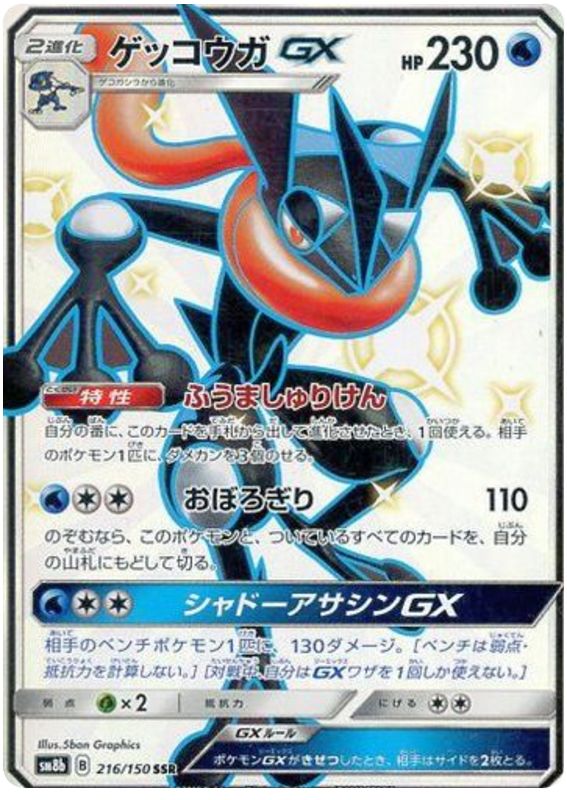 2進化
ゲッコウガGX
HP 230
ゲコガシラから進化
特性 ふうましゅりけん
自分の番に、このカードを手札から出して進化させたとき、1回使える。相手
のポケモン1匹に、ダメカンを3個のせる。
おぼろぎり 110
のぞむなら、このポケモンと、ついているすべてのカードを、自分
の山札にもどして切る。
シャドーアサシンGX
相手のベンチポケモン1匹に、130ダメージ。[ベンチは弱点・
抵抗力を計算しない。] [対戦中、自分はGXワザを1回しか使えない。]
弱点 ×2 抵抗力 にげる
GXルール
Illus. 5ban Graphics
ポケモンGXがきぜつしたとき、相手はサイドを2枚とる。
sm8b B 216/150 SSR